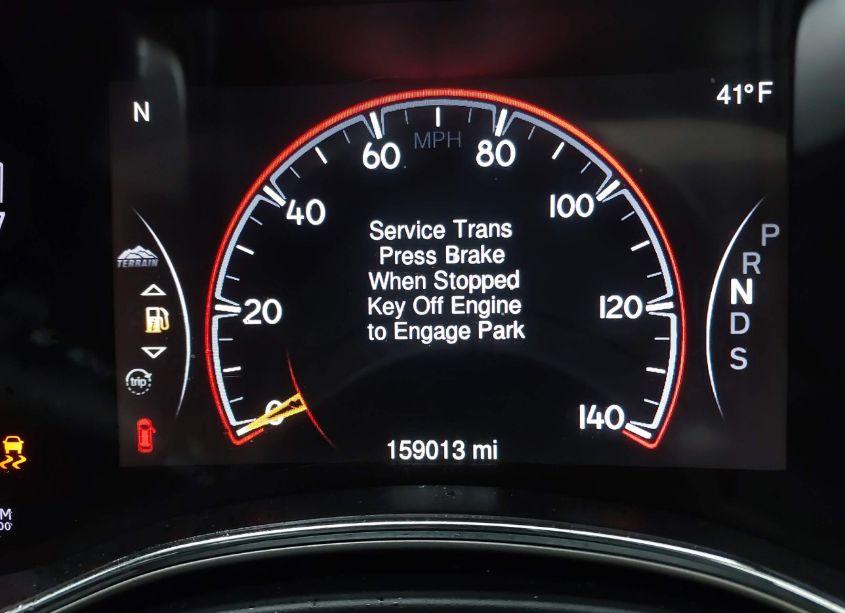 N
41°F
MPH
60
80
40
100
Service Trans
Press Brake
When Stopped
Key Off Engine
to Engage Park
20
120
0
140
159013 mi
TERRAIN
trip
P
R
N
D
S